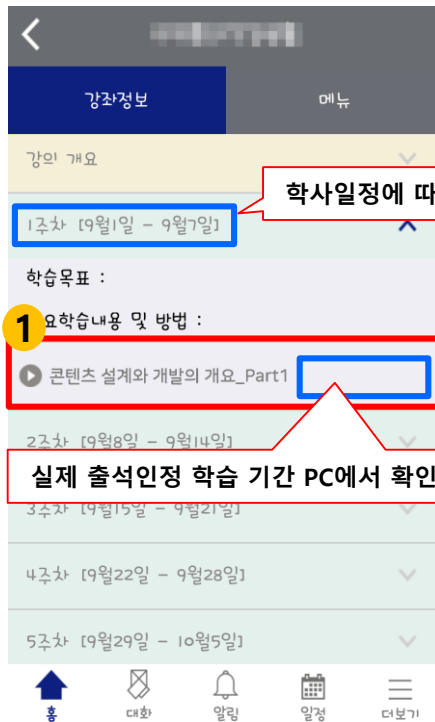 강좌정보
메뉴
강의 개요
학사일정에 따
1주차 [9월1일 - 9월7일]
학습목표 :
1
요학습내용 및 방법 :
콘텐츠 설계와 개발의 개요_Part1
2주차 [9월8일 - 9월14일]
실제 출석인정 학습 기간 PC에서 확인
3주차 [9월15일 - 9월21일]
4주차 [9월22일 - 9월28일]
5주차 [9월29일 - 10월5일]
홈
대화
알림
일정
더보기